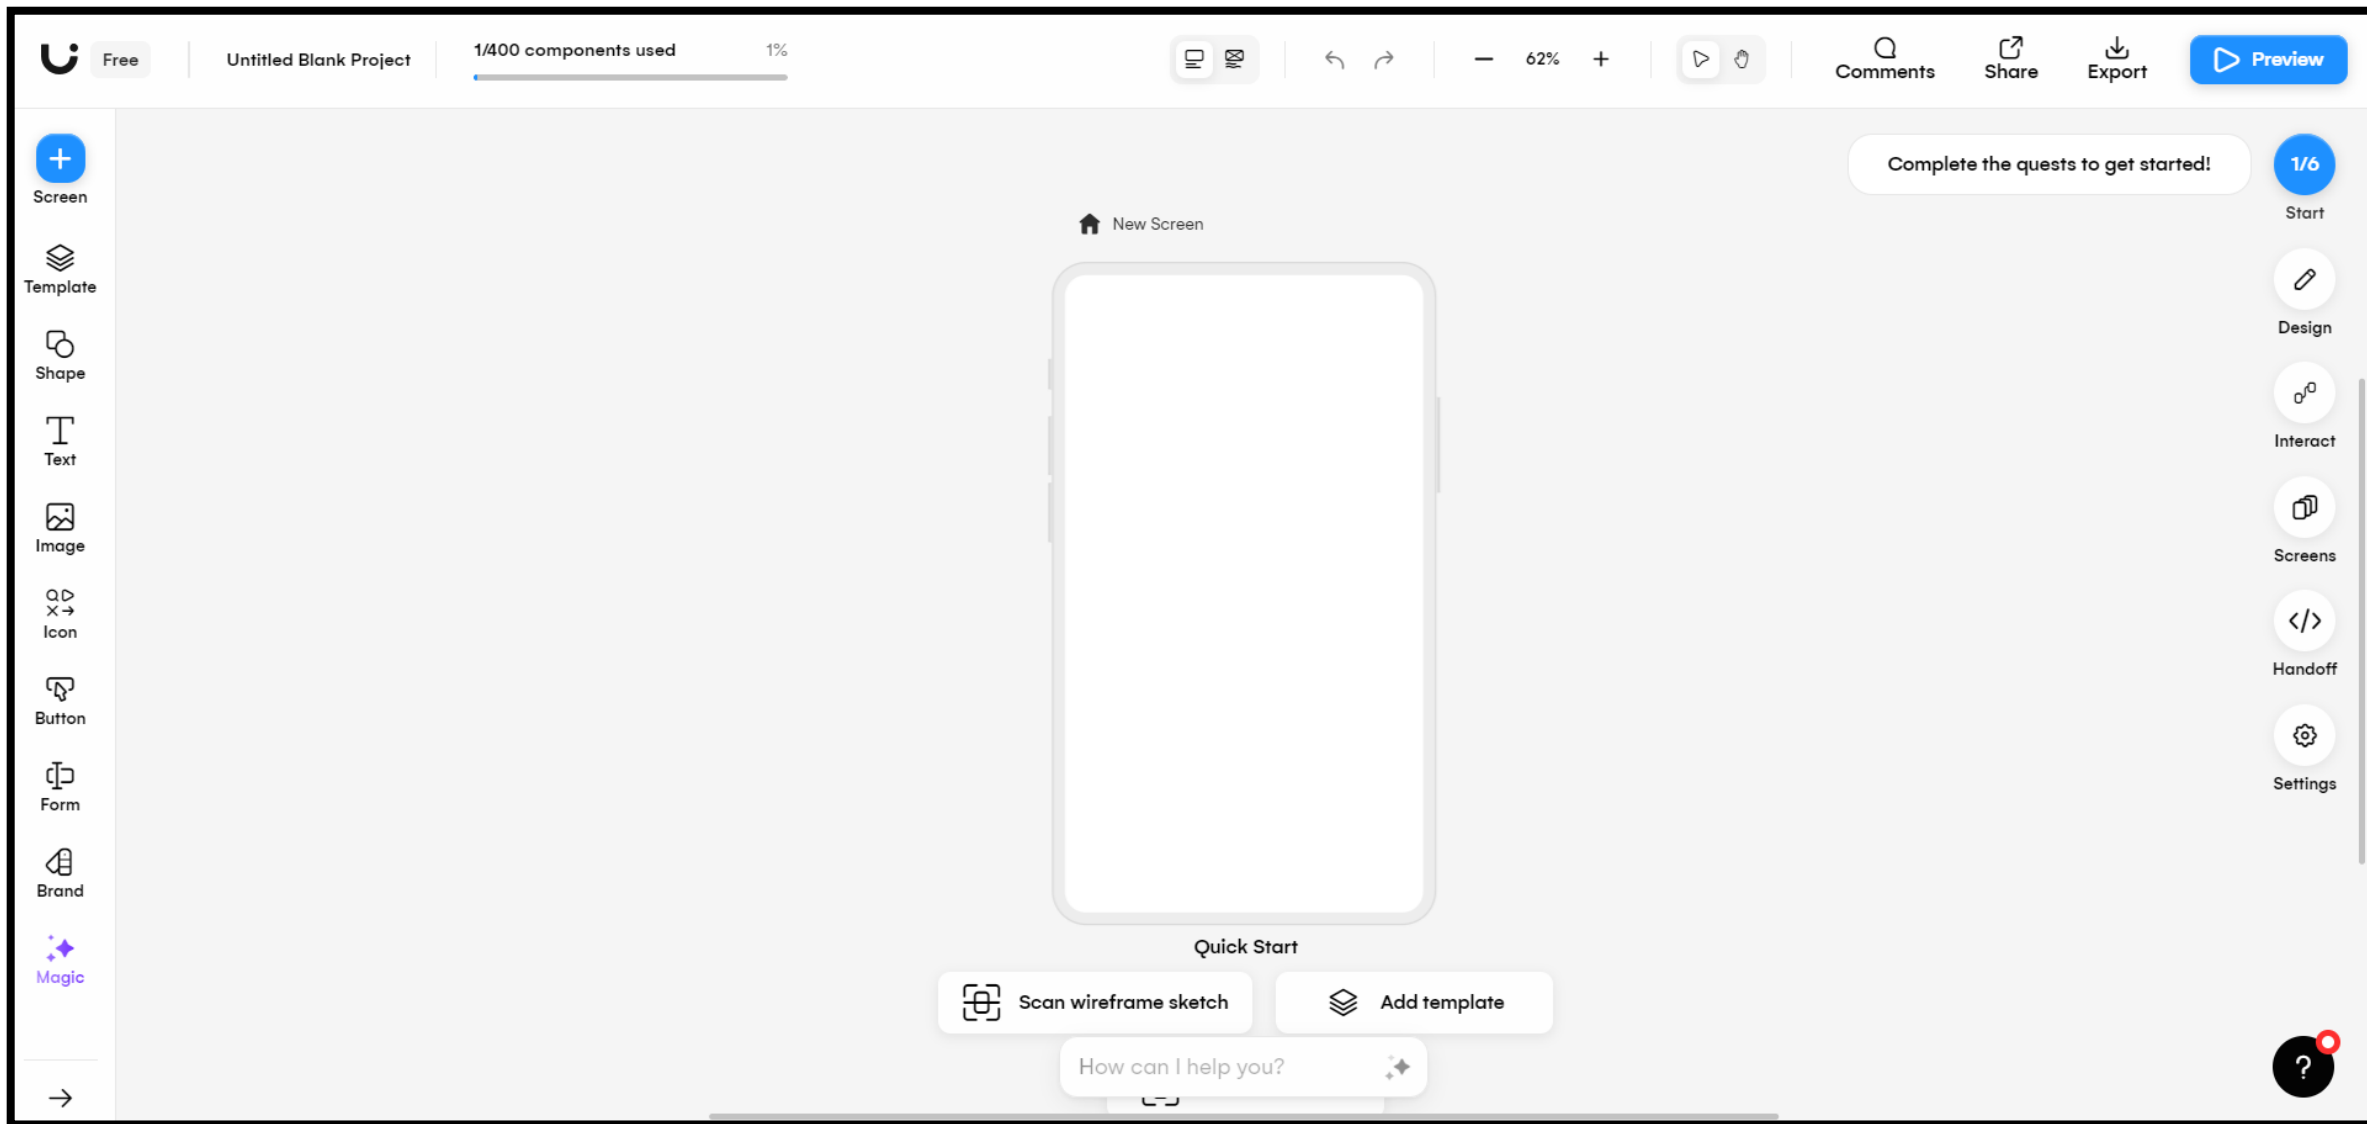 Free
Untitled Blank Project
1/400 components used
1%
62%
Comments
Share
Export
Preview
Screen
Template
Shape
Text
Image
Icon
Button
Form
Brand
Magic
New Screen
Quick Start
Scan wireframe sketch
Add template
How can I help you?
Complete the quests to get started!
1/6
Start
Design
Interact
Screens
</>
Handoff
Settings
?